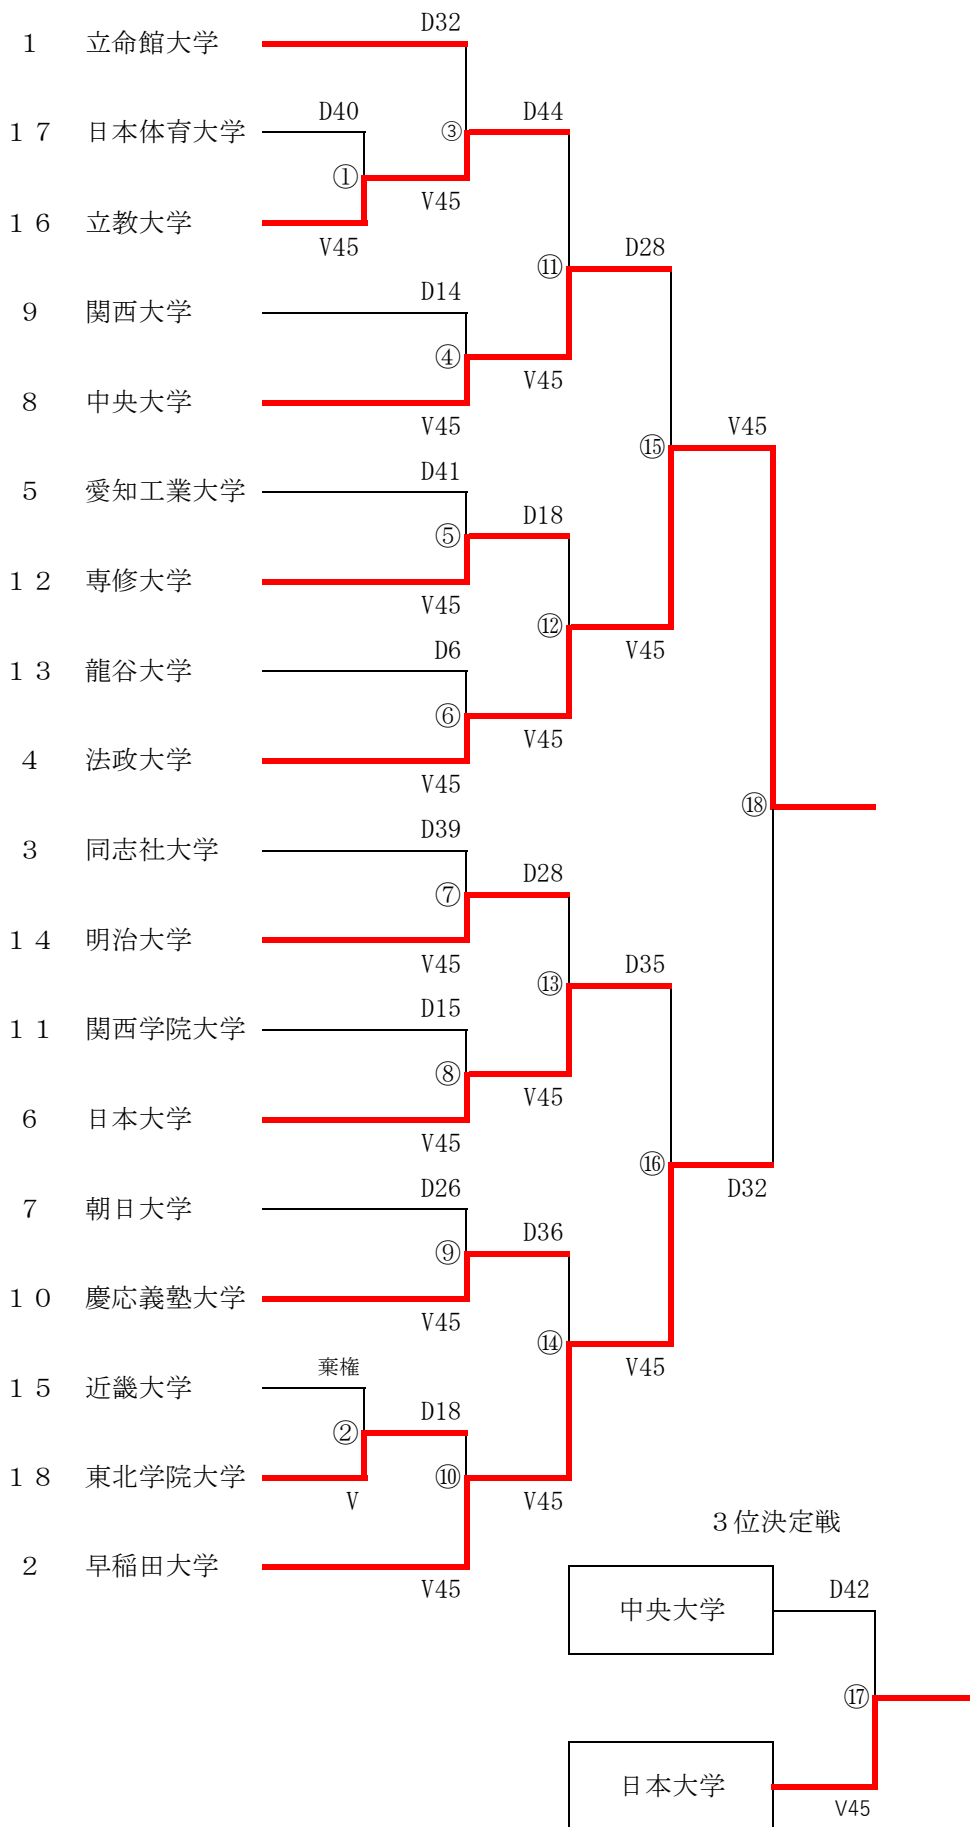 D32
1 立命館大学
D40 D44
17 日本体育大学 ③
① V45
16 立教大学
V45 D28
⑪
D14
9 関西大学
④ V45
8 中央大学
V45 V45
⑮
D41
5 愛知工業大学 D18
⑤
12 専修大学
V45 ⑫
D6 V45
13 龍谷大学
⑥ V45
4 法政大学
V45
⑱
D39
3 同志社大学 D28
⑦
14 明治大学
V45 D35
⑬
D15
11 関西学院大学
⑧ V45
6 日本大学
V45
⑯
D26 D32
7 朝日大学 D36
⑨
10 慶応義塾大学
V45 ⑭
棄権 V45
15 近畿大学
D18
②
18 東北学院大学 ⑩
V V45
3位決定戦
2 早稲田大学
V45 D42
中央大学
⑰
日本大学
V45